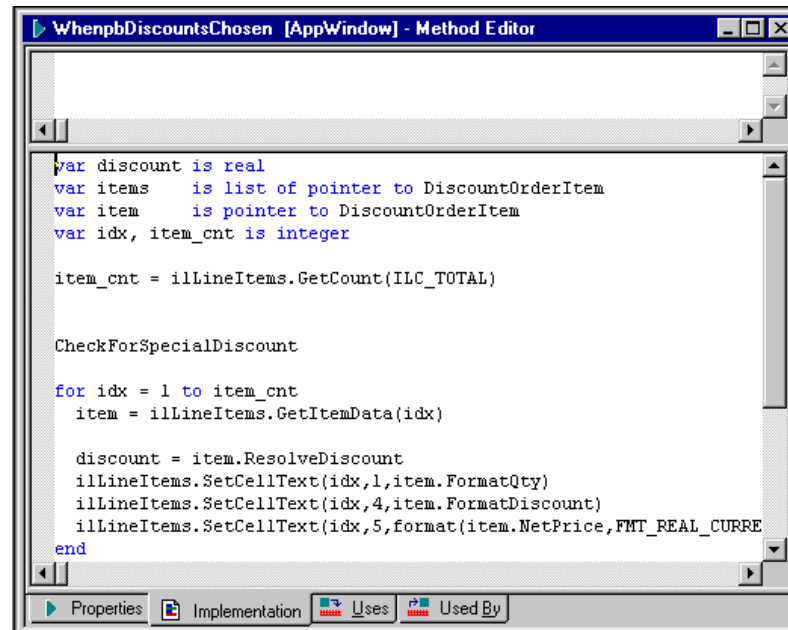 WhenpbDiscountsChosen [AppWindow] - Method Editor
var discount is real
var items    is list of pointer to DiscountOrderItem
var item     is pointer to DiscountOrderItem
var idx, item_cnt is integer
item_cnt = ilLineItems.GetCount(ILC_TOTAL)
CheckForSpecialDiscount
for idx = 1 to item_cnt
  item = ilLineItems.GetItemData(idx)
  discount = item.ResolveDiscount
  ilLineItems.SetCellText(idx,1,item.FormatQty)
  ilLineItems.SetCellText(idx,4,item.FormatDiscount)
  ilLineItems.SetCellText(idx,5,format(item.NetPrice,FMT_REAL_CURRE
end
Properties Implementation Uses Used By